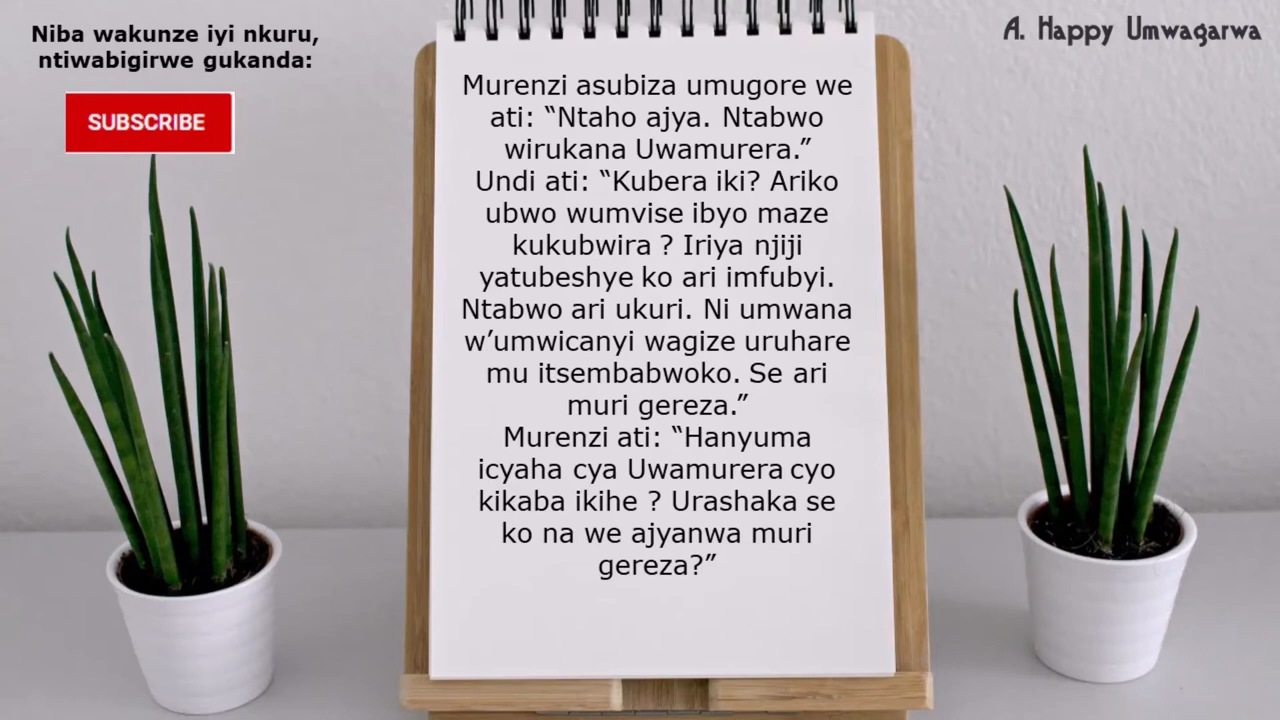 Niba wakunze iyi nkuru,
ntiwabigirwe gukanda:
SUBSCRIBE
A. Happy Umwagarwa
Murenzi asubiza umugore we
ati: “Ntaho ajya. Ntabwo
wirukana Uwamurera.”
Undi ati: “Kubera iki? Ariko
ubwo wumvise ibyo maze
kukubwira ? Iriya njiji
yatubeshye ko ari imfubyi.
Ntabwo ari ukuri. Ni umwana
w’umwicanyi wagize uruhare
mu itsembabwoko. Se ari
muri gereza.”
Murenzi ati: “Hanyuma
icyaha cya Uwamurera cyo
kikaba ikihe ? Urashaka se
ko na we ajyanwa muri
gereza?”